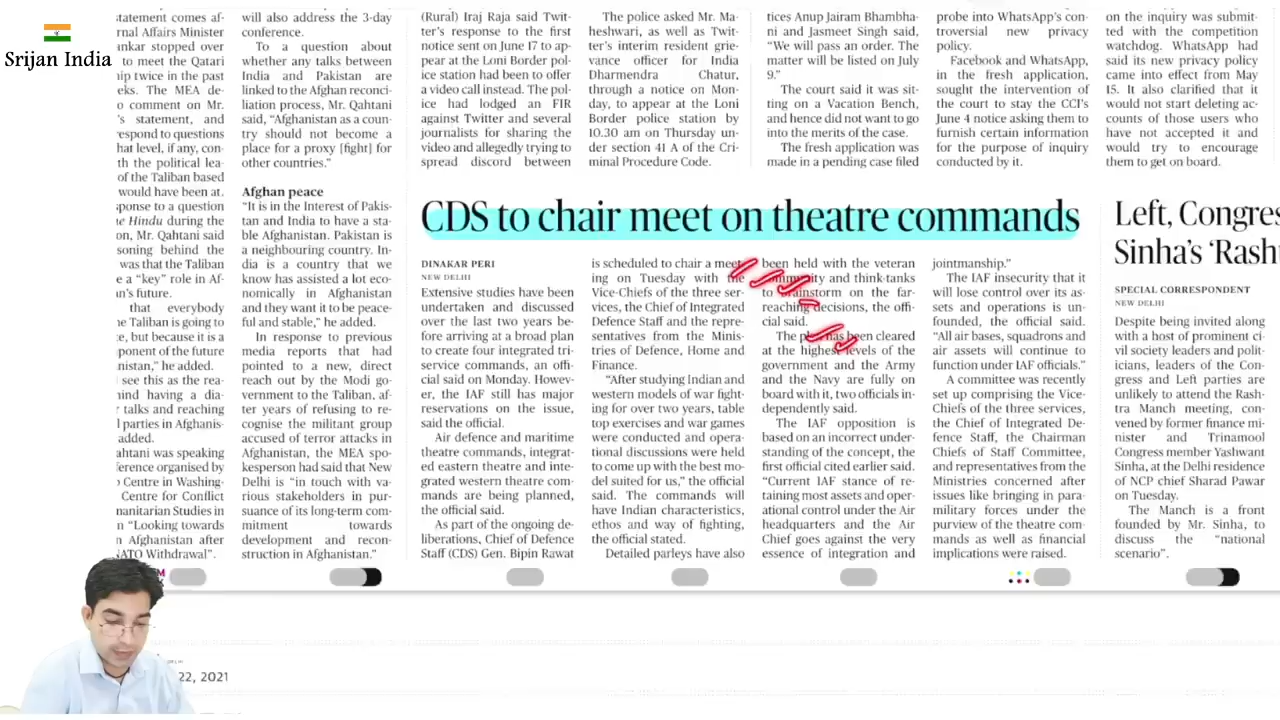 Srijan India
statement comes af-
rnal Affairs Minister
ankar stopped over
to meet the Qatari
ip twice in the past
eks. The MEA de-
o comment on Mr.
's statement, and
respond to questions
hat level, if any, con-
th the political lea-
of the Taliban based
would have been at.
sponse to a question
e Hindu during the
on, Mr. Qahtani said
soning behind the
was that the Taliban
e a “key” role in Af-
an's future.
that everybody
ne Taliban is going to
te, but because it is a
ponent of the future
nistan,” he added.
see this as the rea-
hind having a dia-
talks and reaching
l parties in Afghanis-
added.
ahtani was speaking
ference organised by
Centre in Washing-
Centre for Conflict
manitarian Studies in
n “Looking towards
n Afghanistan after
NATO Withdrawal”.
will also address the 3-day
conference.
To a question about
whether any talks between
India and Pakistan are
linked to the Afghan reconci-
liation process, Mr. Qahtani
said, “Afghanistan as a coun-
try should not become a
place for a proxy [fight] for
other countries.”
Afghan peace
“It is in the Interest of Pakis-
tan and India to have a sta-
ble Afghanistan. Pakistan is
a neighbouring country. In-
dia is a country that we
know has assisted a lot eco-
nomically in Afghanistan
and they want it to be peace-
ful and stable,” he added.
In response to previous
media reports that had
pointed to a new, direct
reach out by the Modi go-
vernment to the Taliban, af-
ter years of refusing to re-
cognise the militant group
accused of terror attacks in
Afghanistan, the MEA spo-
kesperson had said that New
Delhi is “in touch with va-
rious stakeholders in pur-
suance of its long-term com-
mitment towards
development and recon-
struction in Afghanistan.”
(Rural) Iraj Raja said Twit-
ter's response to the first
notice sent on June 17 to ap-
pear at the Loni Border pol-
ice station had been to offer
a video call instead. The pol-
ice had lodged an FIR
against Twitter and several
journalists for sharing the
video and allegedly trying to
spread discord between
The police asked Mr. Ma-
heshwari, as well as Twit-
ter's interim resident grie-
vance officer for India
Dharmendra Chatur,
through a notice on Mon-
day, to appear at the Loni
Border police station by
10.30 am on Thursday un-
der section 41 A of the Cri-
minal Procedure Code.
tices Anup Jairam Bhambha-
ni and Jasmeet Singh said,
“We will pass an order. The
matter will be listed on July
9.”
The court said it was sit-
ting on a Vacation Bench,
and hence did not want to go
into the merits of the case.
The fresh application was
made in a pending case filed
probe into WhatsApp's con-
troversial new privacy
policy.
Facebook and WhatsApp,
in the fresh application,
sought the intervention of
the court to stay the CCI's
June 4 notice asking them to
furnish certain information
for the purpose of inquiry
conducted by it.
on the inquiry was submit-
ted with the competition
watchdog. WhatsApp had
said its new privacy policy
came into effect from May
15. It also clarified that it
would not start deleting ac-
counts of those users who
have not accepted it and
would try to encourage
them to get on board.
CDS to chair meet on theatre commands
DINAKAR PERI
NEW DELHI
Extensive studies have been
undertaken and discussed
over the last two years be-
fore arriving at a broad plan
to create four integrated tri-
service commands, an offi-
cial said on Monday. Howev-
er, the IAF still has major
reservations on the issue,
said the official.
Air defence and maritime
theatre commands, integrat-
ed eastern theatre and inte-
grated western theatre com-
mands are being planned,
the official said.
As part of the ongoing de-
liberations, Chief of Defence
Staff (CDS) Gen. Bipin Rawat
is scheduled to chair a meet-
ing on Tuesday with the
Vice-Chiefs of the three ser-
vices, the Chief of Integrated
Defence Staff and the repre-
sentatives from the Minis-
tries of Defence, Home and
Finance.
“After studying Indian and
western models of war fight-
ing for over two years, table
top exercises and war games
were conducted and opera-
tional discussions were held
to come up with the best mo-
del suited for us,” the official
said. The commands will
have Indian characteristics,
ethos and way of fighting,
the official stated.
Detailed parleys have also
been held with the veteran
community and think-tanks
to brainstorm on the far-
reaching decisions, the offi-
cial said.
The plan has been cleared
at the highest levels of the
government and the Army
and the Navy are fully on
board with it, two officials in-
dependently said.
The IAF opposition is
based on an incorrect under-
standing of the concept, the
first official cited earlier said.
“Current IAF stance of re-
taining most assets and oper-
ational control under the Air
headquarters and the Air
Chief goes against the very
essence of integration and
jointmanship.”
The IAF insecurity that it
will lose control over its as-
sets and operations is un-
founded, the official said.
“All air bases, squadrons and
air assets will continue to
function under IAF officials.”
A committee was recently
set up comprising the Vice-
Chiefs of the three services,
the Chief of Integrated De-
fence Staff, the Chairman
Chiefs of Staff Committee,
and representatives from the
Ministries concerned after
issues like bringing in para-
military forces under the
purview of the theatre com-
mands as well as financial
implications were raised.
Left, Congres
Sinha's ‘Rash
SPECIAL CORRESPONDENT
NEW DELHI
Despite being invited along
with a host of prominent ci-
vil society leaders and polit-
icians, leaders of the Con-
gress and Left parties are
unlikely to attend the Rash-
tra Manch meeting, con-
vened by former finance mi-
nister and Trinamool
Congress member Yashwant
Sinha, at the Delhi residence
of NCP chief Sharad Pawar
on Tuesday.
The Manch is a front
founded by Mr. Sinha, to
discuss the “national
scenario”.
22, 2021